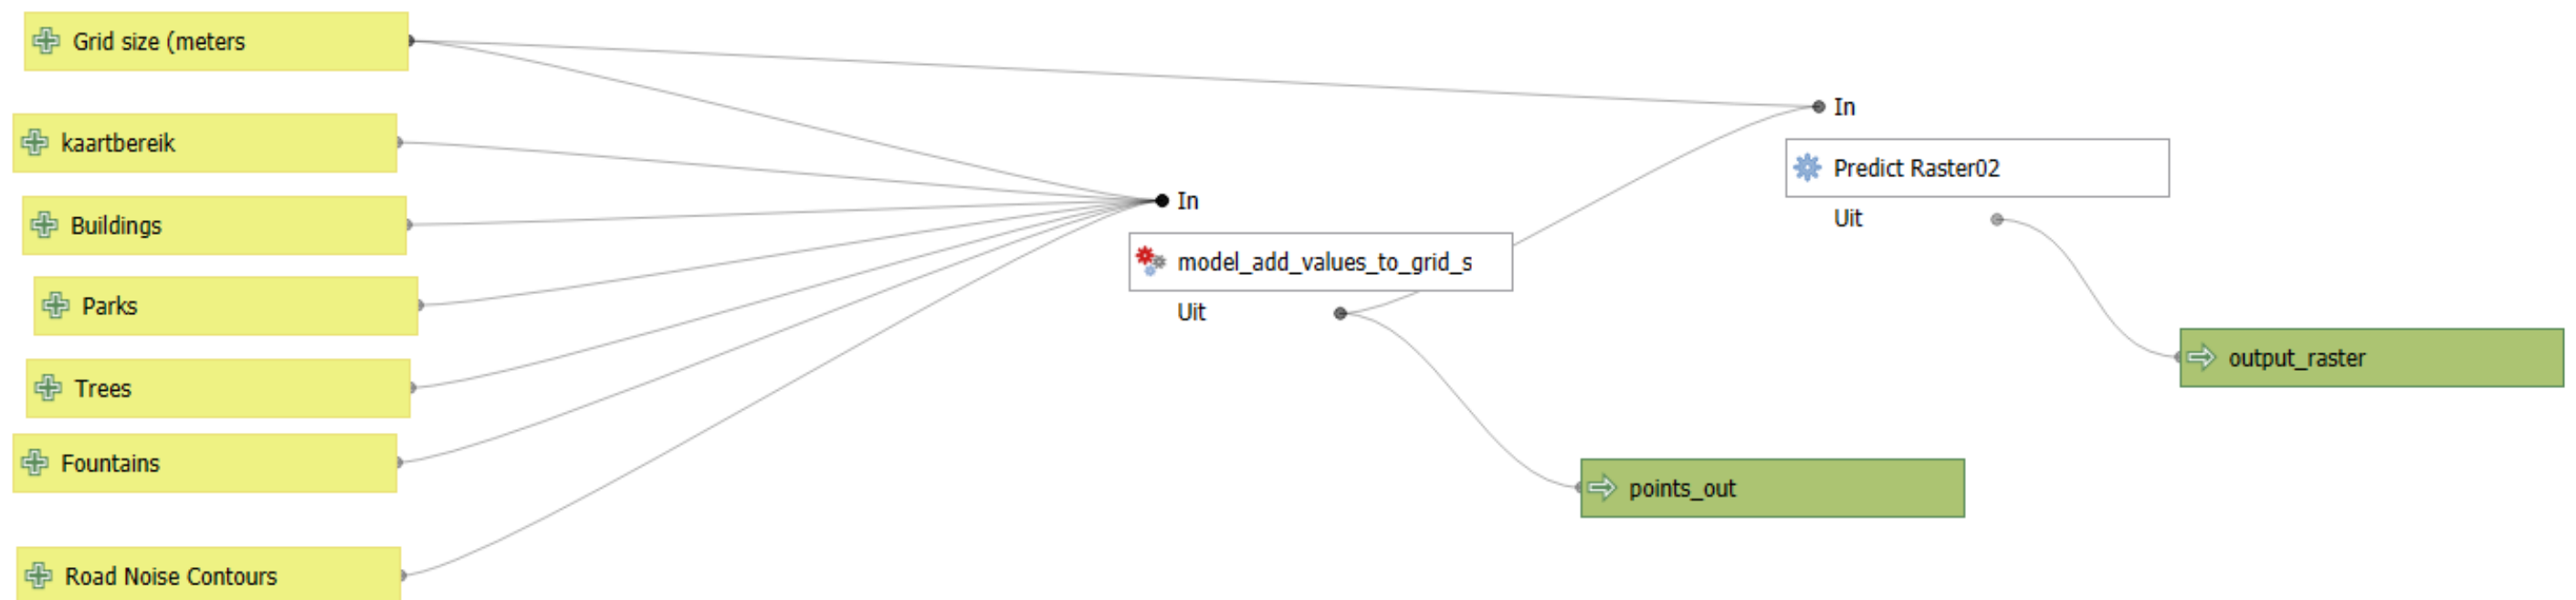 Grid size (meters
kaartbereik
Buildings
Parks
Trees
Fountains
Road Noise Contours
In
model_add_values_to_grid_s
Uit
points_out
In
Predict Raster02
Uit
output_raster